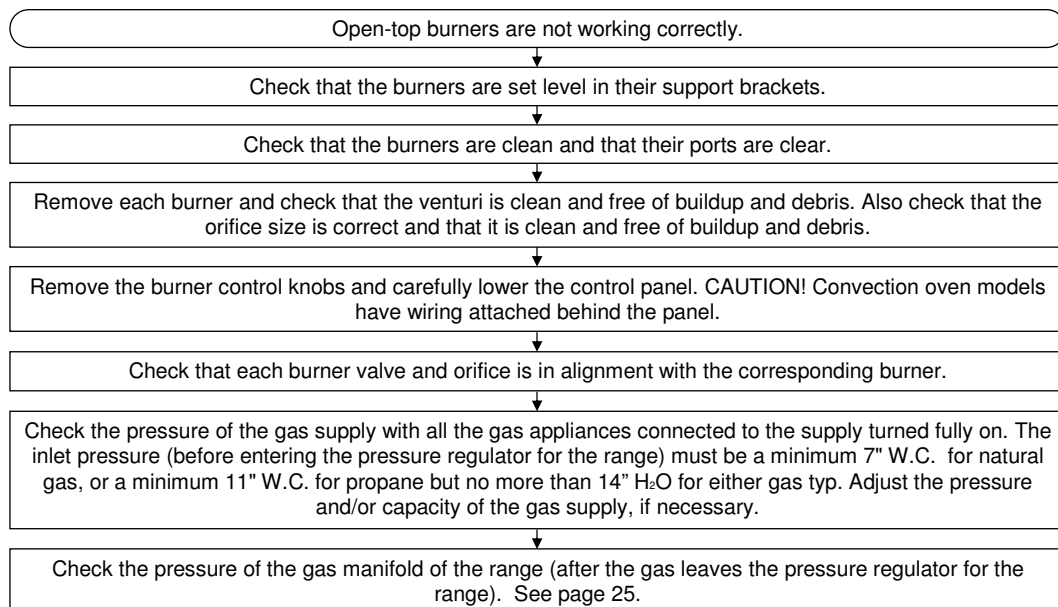 Open-top burners are not working correctly.
Check that the burners are set level in their support brackets.
Check that the burners are clean and that their ports are clear.
Remove each burner and check that the venturi is clean and free of buildup and debris. Also check that the
orifice size is correct and that it is clean and free of buildup and debris.
Remove the burner control knobs and carefully lower the control panel. CAUTION! Convection oven models
have wiring attached behind the panel.
Check that each burner valve and orifice is in alignment with the corresponding burner.
Check the pressure of the gas supply with all the gas appliances connected to the supply turned fully on. The
inlet pressure (before entering the pressure regulator for the range) must be a minimum 7" W.C. for natural
gas, or a minimum 11" W.C. for propane but no more than 14” H₂O for either gas typ. Adjust the pressure
and/or capacity of the gas supply, if necessary.
Check the pressure of the gas manifold of the range (after the gas leaves the pressure regulator for the
range). See page 25.